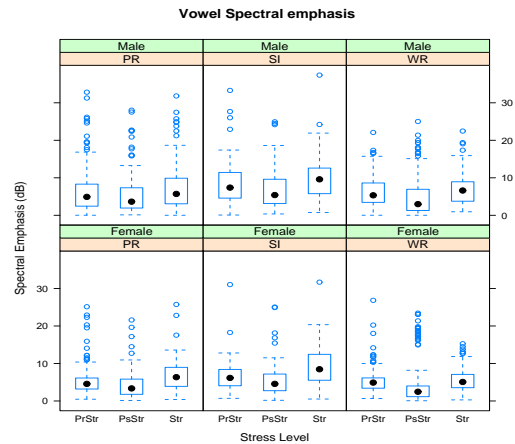 Vowel Spectral emphasis
Male Male Male
PR SI WR
30
20
10
0
Female Female Female
PR SI WR
30
20
10
0
Spectral Emphasis (dB)
PrStr PsStr Str PrStr PsStr Str PrStr PsStr Str
Stress Level